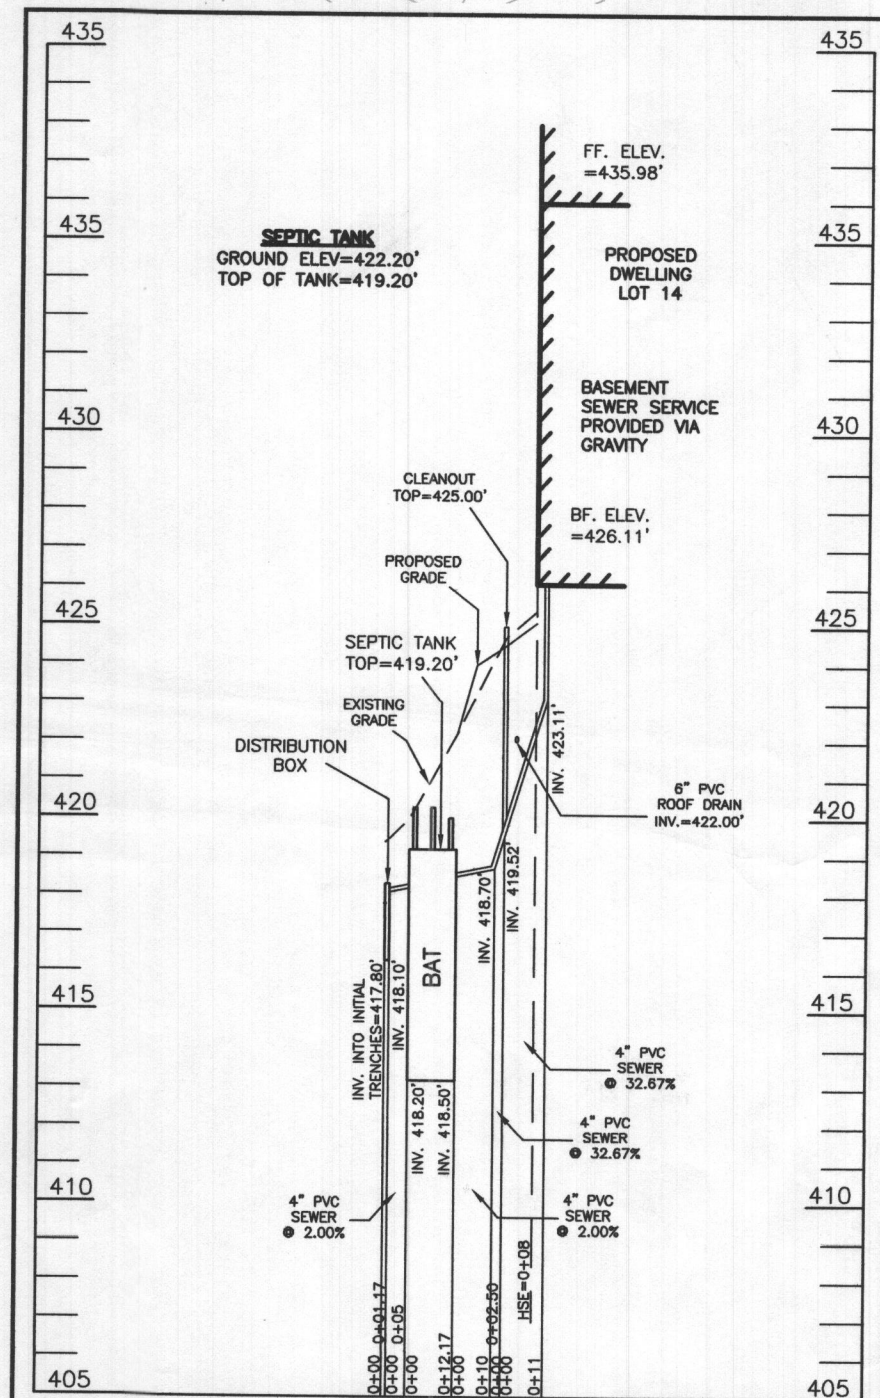 435
435
FF. ELEV.
=435.98'
SEPTIC TANK
GROUND ELEV=422.20'
TOP OF TANK=419.20'
435
435
PROPOSED
DWELLING
LOT 14
BASEMENT
SEWER SERVICE
PROVIDED VIA
GRAVITY
430
430
CLEANOUT
TOP=425.00'
BF. ELEV.
=426.11'
PROPOSED
GRADE
425
425
SEPTIC TANK
TOP=419.20'
EXISTING
GRADE
DISTRIBUTION
BOX
INV. 423.11'
6" PVC
ROOF DRAIN
INV.=422.00'
420
420
INV. 418.70'
INV. 419.52'
BAT
INV. INTO INITIAL
TRENCHES=417.80'
INV. 418.10'
415
415
4" PVC
SEWER
@ 32.67%
INV. 418.20'
INV. 418.50'
4" PVC
SEWER
@ 32.67%
410
410
4" PVC
SEWER
@ 2.00%
4" PVC
SEWER
@ 2.00%
HSE=0+08
405
0+00
0+01.17
0+00
0+05
0+00
0+12.17
0+00
0+10
0+02.50
0+00
0+00
0+11
405